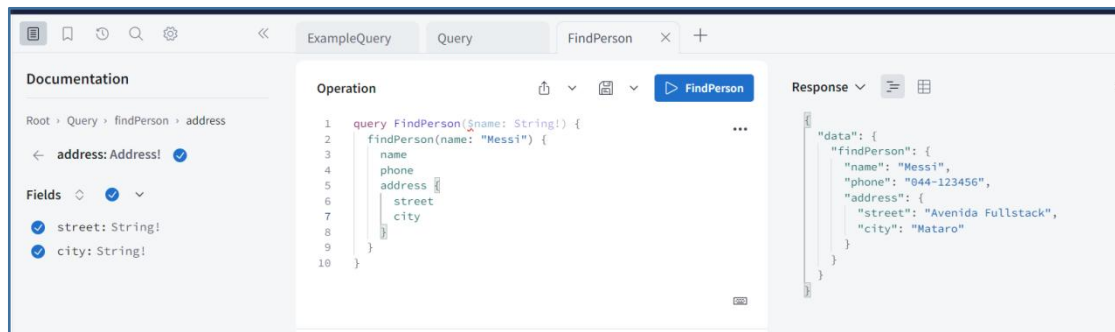 ExampleQuery Query FindPerson
Documentation
Root › Query › findPerson › address
address: Address!
Fields
street: String!
city: String!
Operation
FindPerson
1 query FindPerson($name: String!) {
2 findPerson(name: "Messi") {
3 name
4 phone
5 address {
6 street
7 city
8 }
9 }
10 }
Response
{
"data": {
"findPerson": {
"name": "Messi",
"phone": "044-123456",
"address": {
"street": "Avenida Fullstack",
"city": "Mataro"
}
}
}
}